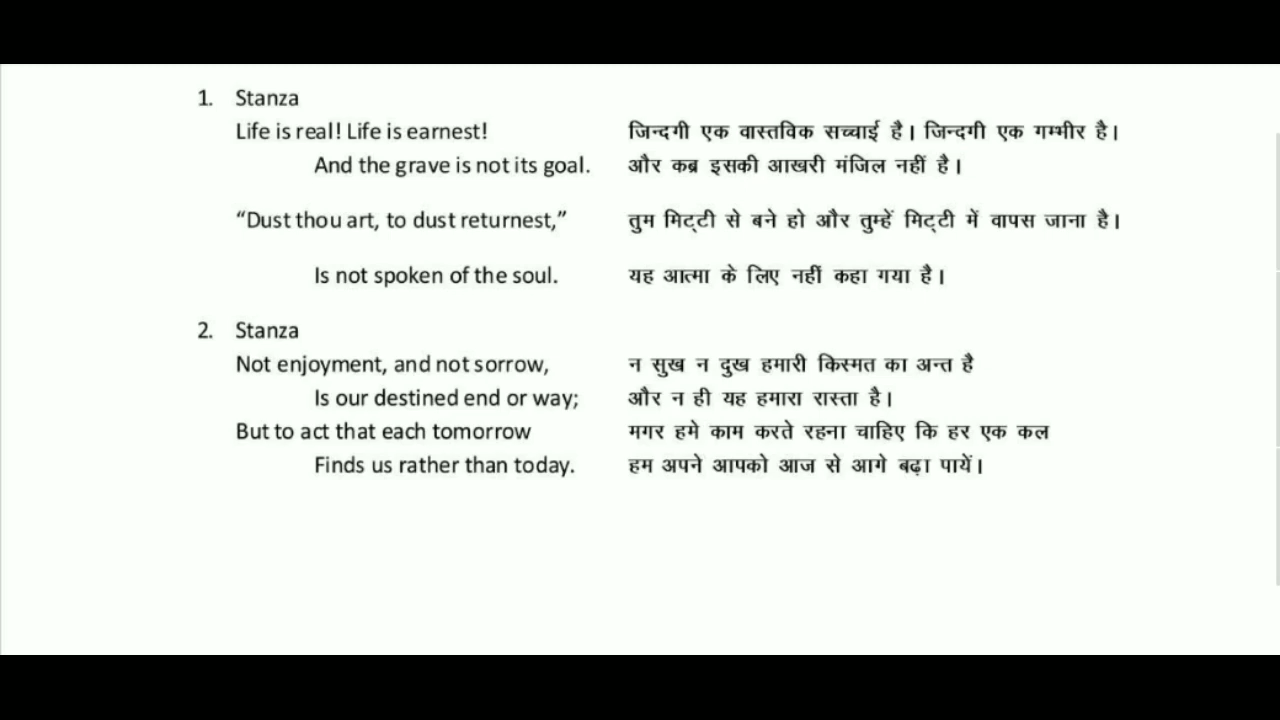 1. Stanza
Life is real! Life is earnest! जिन्दगी एक वास्तविक सच्चाई है। जिन्दगी एक गम्भीर है।
And the grave is not its goal. और कब्र इसकी आखरी मंजिल नहीं है।
“Dust thou art, to dust returnest,” तुम मिट्टी से बने हो और तुम्हें मिट्टी में वापस जाना है।
Is not spoken of the soul. यह आत्मा के लिए नहीं कहा गया है।
2. Stanza
Not enjoyment, and not sorrow, न सुख न दुख हमारी किस्मत का अन्त है
Is our destined end or way; और न ही यह हमारा रास्ता है।
But to act that each tomorrow मगर हमे काम करते रहना चाहिए कि हर एक कल
Finds us rather than today. हम अपने आपको आज से आगे बढ़ा पायें।